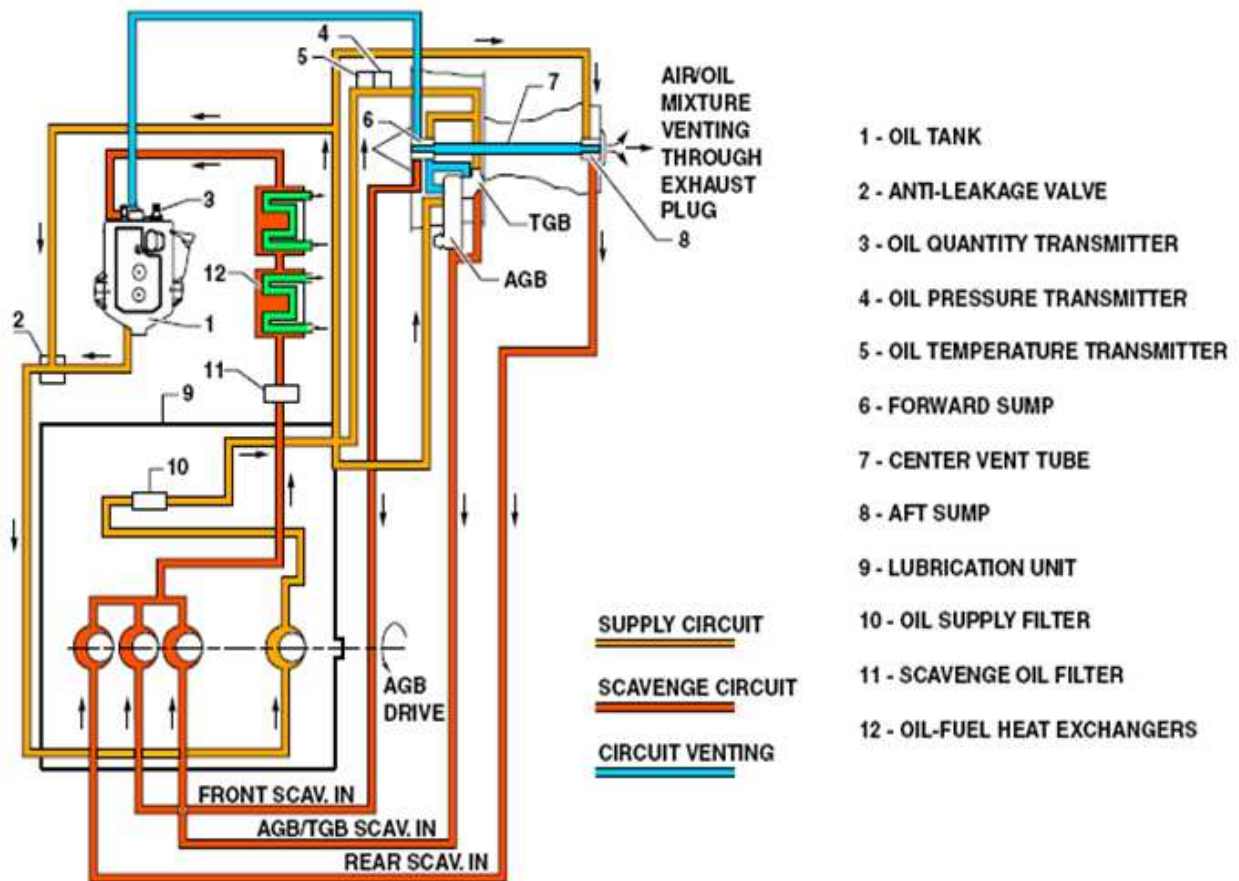 4
5
7
6
AIR/OIL
MIXTURE
VENTING
THROUGH
EXHAUST
PLUG
3
TGB
8
12
AGB
2
1
11
9
10
AGB
DRIVE
FRONT SCAV. IN
AGB/TGB SCAV. IN
REAR SCAV. IN
SUPPLY CIRCUIT
SCAVENGE CIRCUIT
CIRCUIT VENTING
1 - OIL TANK
2 - ANTI-LEAKAGE VALVE
3 - OIL QUANTITY TRANSMITTER
4 - OIL PRESSURE TRANSMITTER
5 - OIL TEMPERATURE TRANSMITTER
6 - FORWARD SUMP
7 - CENTER VENT TUBE
8 - AFT SUMP
9 - LUBRICATION UNIT
10 - OIL SUPPLY FILTER
11 - SCAVENGE OIL FILTER
12 - OIL-FUEL HEAT EXCHANGERS